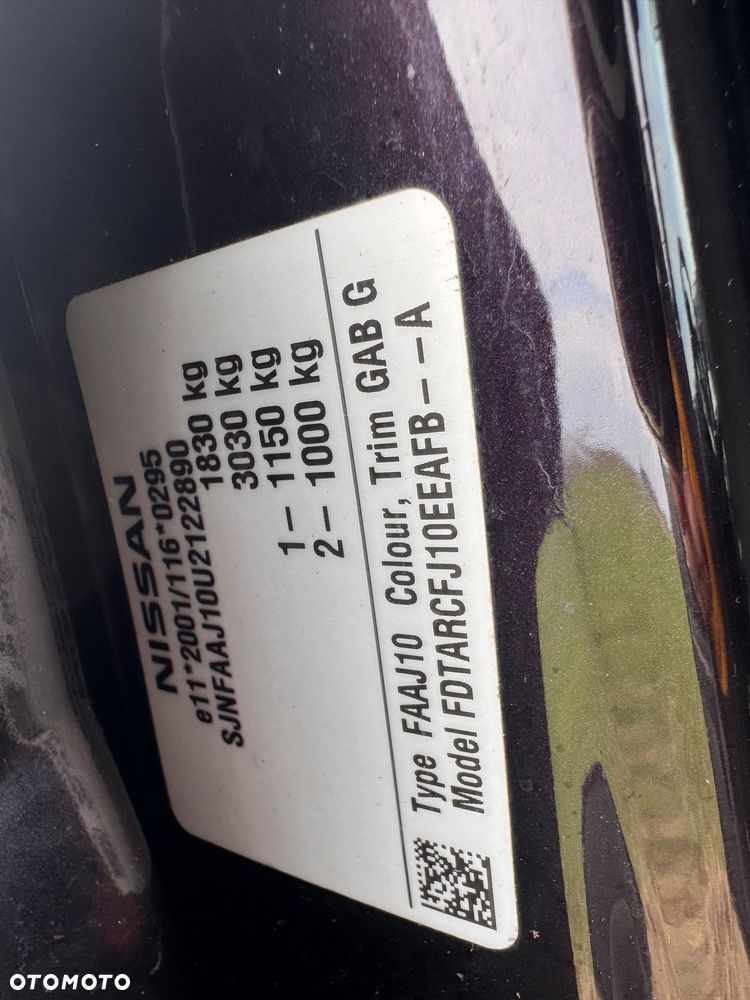 NISSAN
e11*2001/116*0295
SJNFAAJ10U2122890
1830 kg
3030 kg
1– 1150 kg
2– 1000 kg
Type FAAJ10 Colour, Trim GAB G
Model FDTARCFJ10EEAFB––A
OTOMOTO